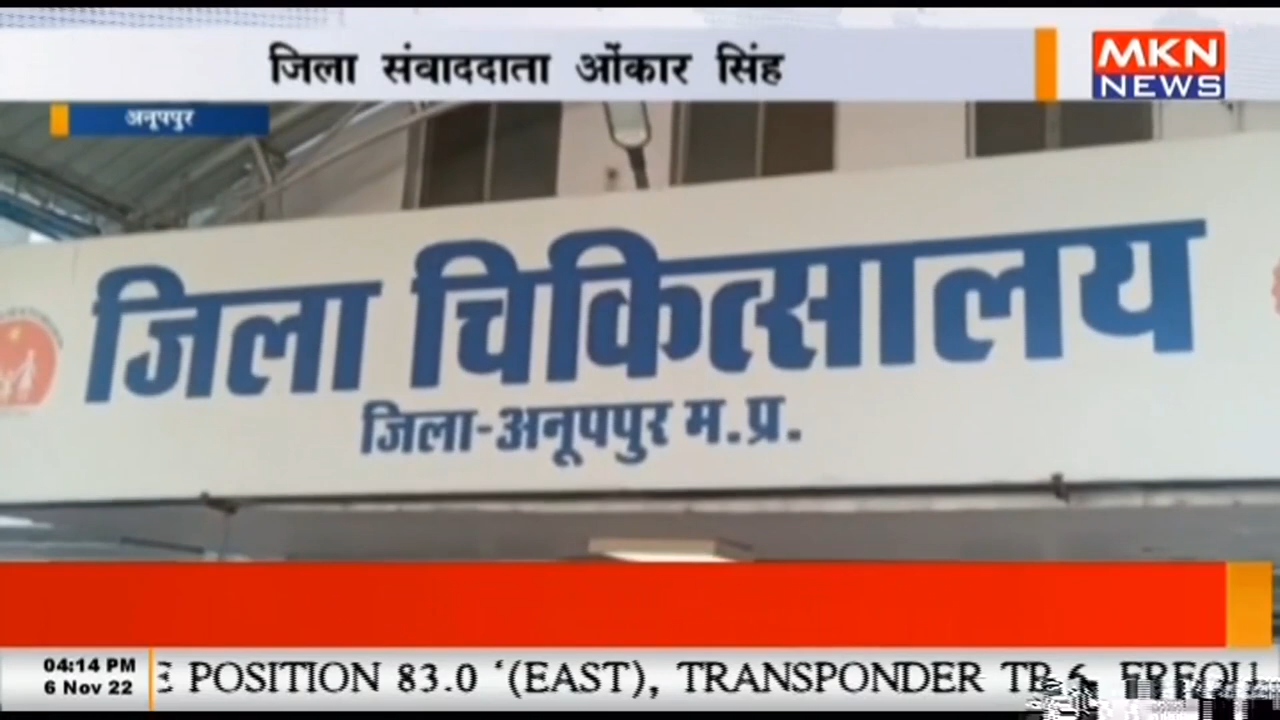 जिला संवाददाता ओंकार सिंह
MKN
NEWS
अनूपपुर
जिला चिकित्सालय
जिला-अनूपपुर म.प्र.
04:14 PM
6 Nov 22
POSITION 83.0 ‘(EAST), TRANSPONDER